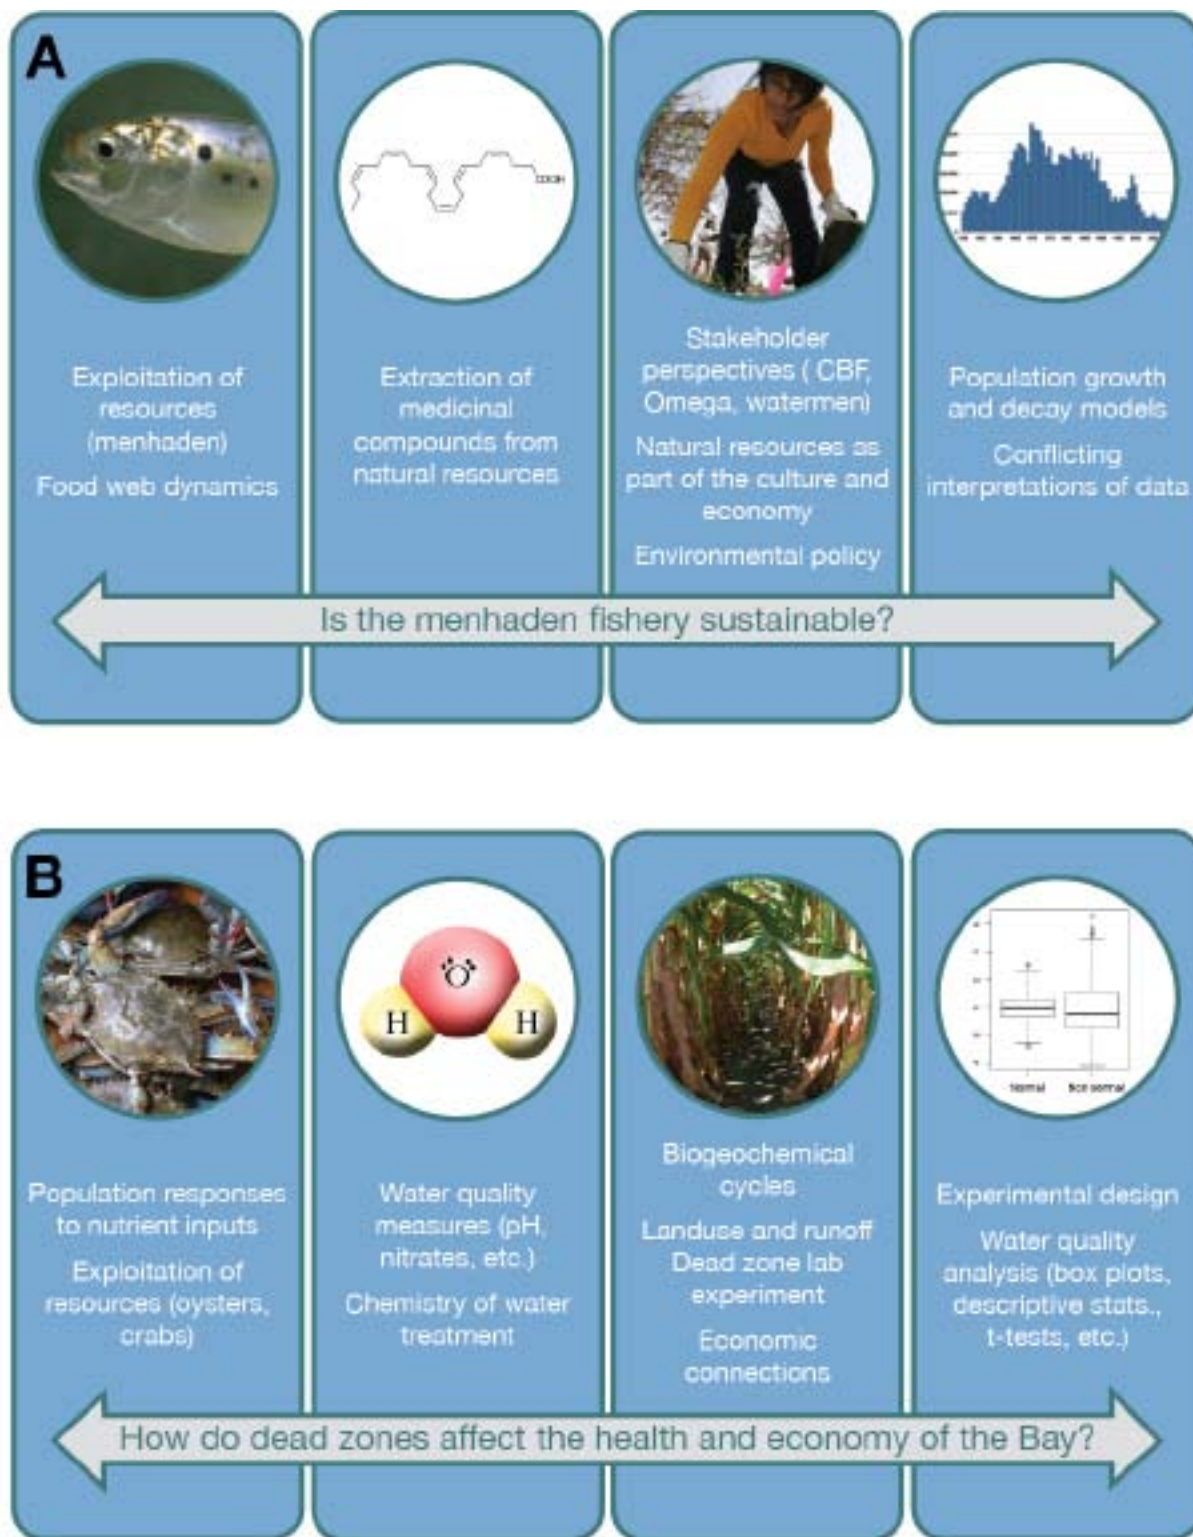 A
COOH
Exploitation of
resources
(menhaden)
Food web dynamics
Extraction of
medicinal
compounds from
natural resources
Stakeholder
perspectives ( CBF,
Omega, watermen)
Natural resources as
part of the culture and
economy
Environmental policy
Population growth
and decay models
Conflicting
interpretations of data
Is the menhaden fishery sustainable?
B
O
H
H
Normal
Non normal
Population responses
to nutrient inputs
Exploitation of
resources (oysters,
crabs)
Water quality
measures (pH,
nitrates, etc.)
Chemistry of water
treatment
Biogeochemical
cycles
Landuse and runoff
Dead zone lab
experiment
Economic
connections
Experimental design
Water quality
analysis (box plots,
descriptive stats.,
t-tests, etc.)
How do dead zones affect the health and economy of the Bay?